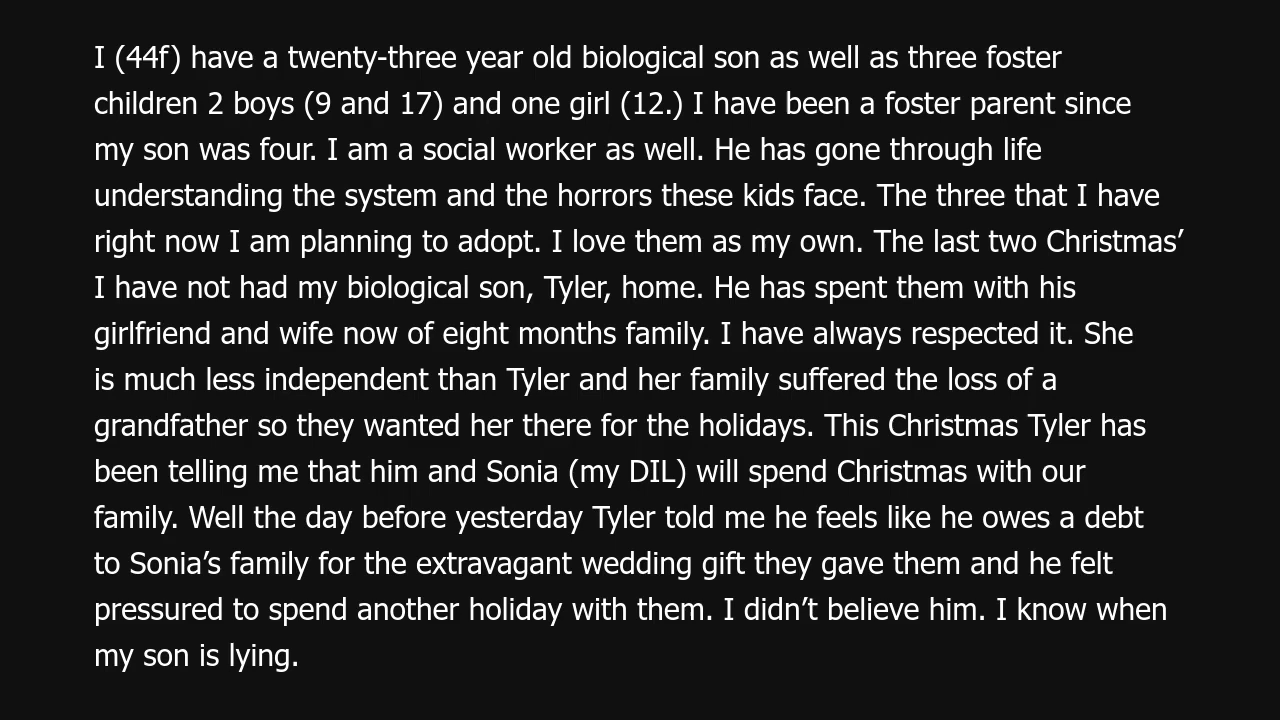 I (44f) have a twenty-three year old biological son as well as three foster
children 2 boys (9 and 17) and one girl (12.) I have been a foster parent since
my son was four. I am a social worker as well. He has gone through life
understanding the system and the horrors these kids face. The three that I have
right now I am planning to adopt. I love them as my own. The last two Christmas’
I have not had my biological son, Tyler, home. He has spent them with his
girlfriend and wife now of eight months family. I have always respected it. She
is much less independent than Tyler and her family suffered the loss of a
grandfather so they wanted her there for the holidays. This Christmas Tyler has
been telling me that him and Sonia (my DIL) will spend Christmas with our
family. Well the day before yesterday Tyler told me he feels like he owes a debt
to Sonia’s family for the extravagant wedding gift they gave them and he felt
pressured to spend another holiday with them. I didn’t believe him. I know when
my son is lying.